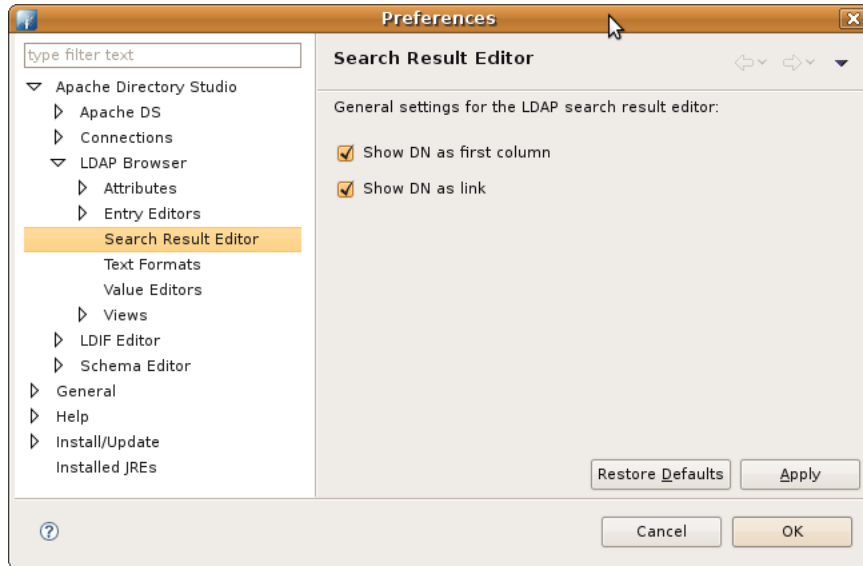 Preferences
type filter text
Apache Directory Studio
Apache DS
Connections
LDAP Browser
Attributes
Entry Editors
Search Result Editor
Text Formats
Value Editors
Views
LDIF Editor
Schema Editor
General
Help
Install/Update
Installed JREs
Search Result Editor
General settings for the LDAP search result editor:
Show DN as first column
Show DN as link
Restore Defaults
Apply
Cancel
OK